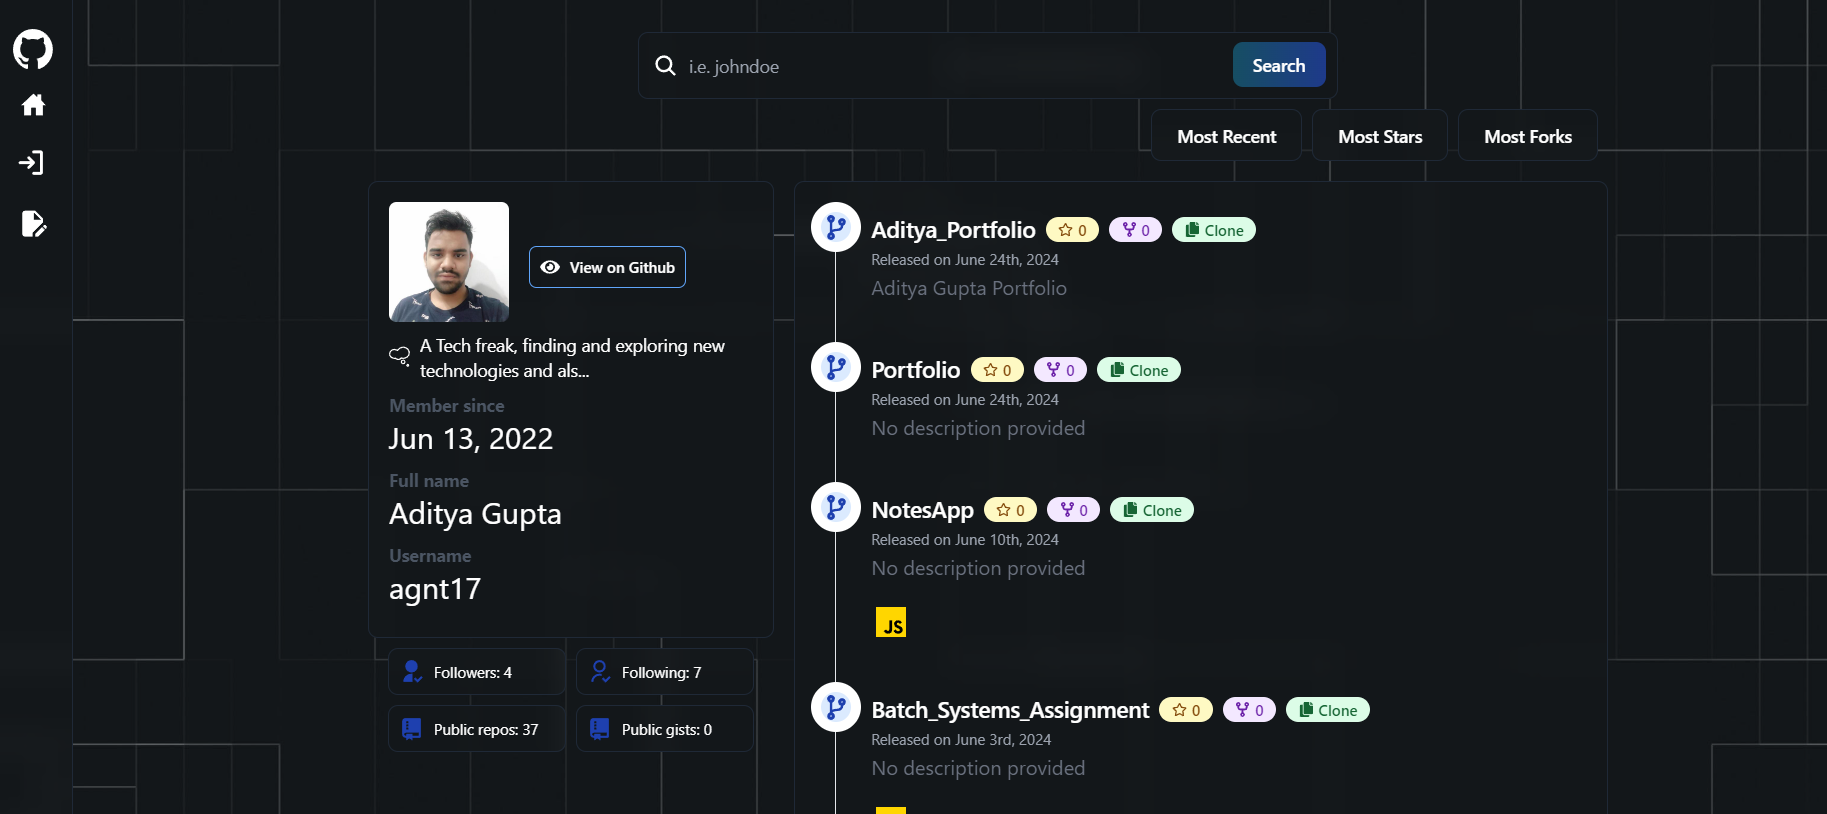 i.e. johndoe
Search
Most Recent
Most Stars
Most Forks
View on Github
A Tech freak, finding and exploring new
technologies and als...
Member since
Jun 13, 2022
Full name
Aditya Gupta
Username
agnt17
Followers: 4
Following: 7
Public repos: 37
Public gists: 0
Aditya_Portfolio 0 0 Clone
Released on June 24th, 2024
Aditya Gupta Portfolio
Portfolio 0 0 Clone
Released on June 24th, 2024
No description provided
NotesApp 0 0 Clone
Released on June 10th, 2024
No description provided
JS
Batch_Systems_Assignment 0 0 Clone
Released on June 3rd, 2024
No description provided